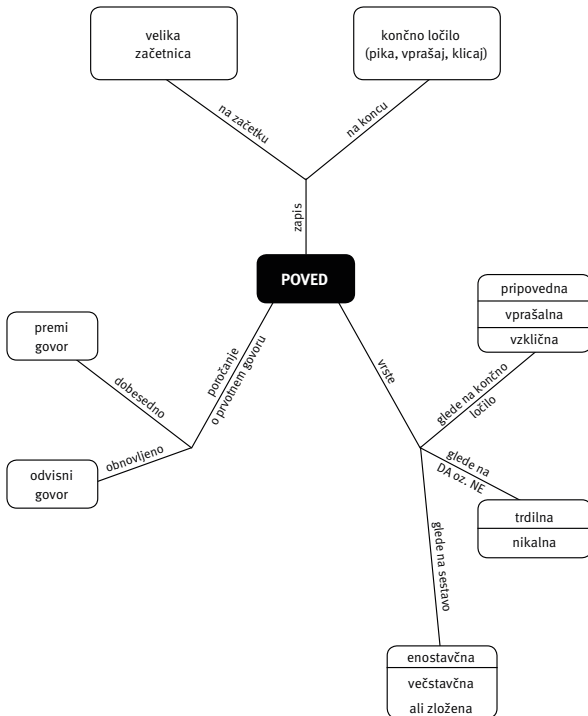 velika
začetnica
končno ločilo
(pika, vprašaj, klicaj)
na začetku
na koncu
zapis
POVED
pripovedna
vprašalna
vzklična
premi
govor
poročanje
o prvotnem govoru
vrste
dobesedno
glede na končno
ločilo
obnovljeno
odvisni
govor
glede na
DA oz. NE
trdilna
nikalna
glede na sestavo
enostavčna
večstavčna
ali zložena